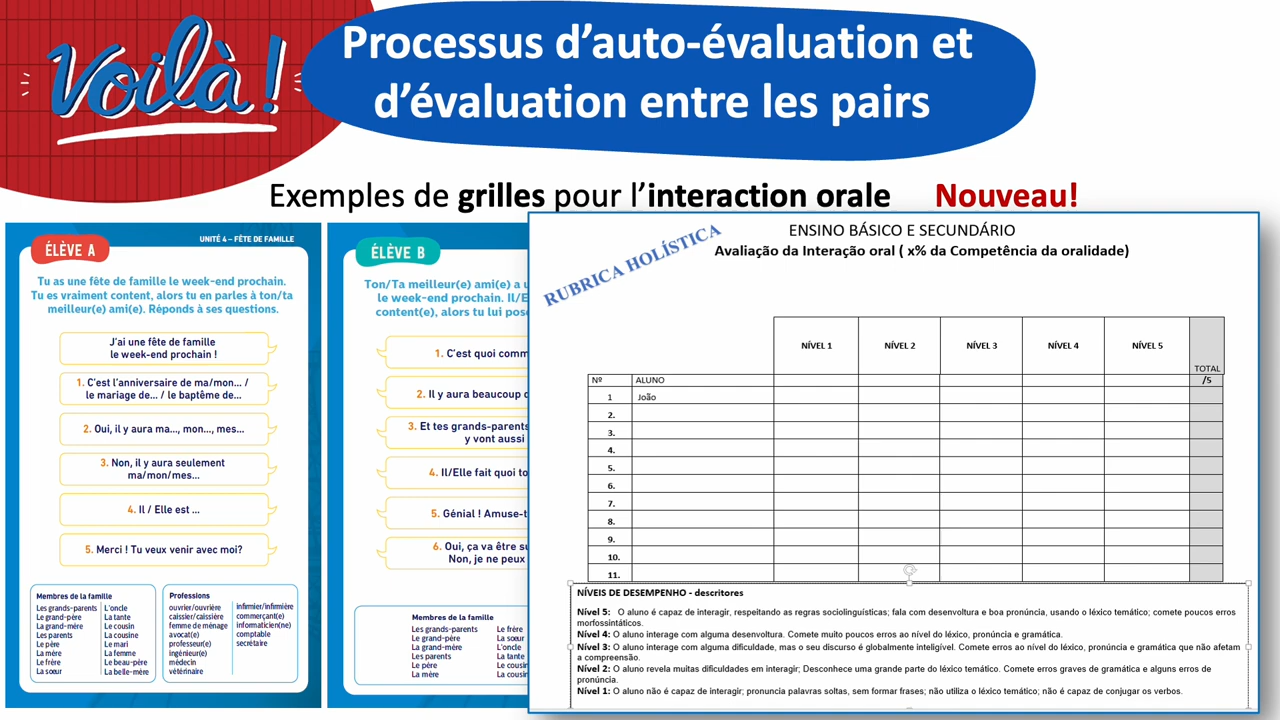 Voilà !
Processus d’auto-évaluation et
d’évaluation entre les pairs
Exemples de grilles pour l’interaction orale Nouveau!
UNITÉ 4 – FÊTE DE FAMILLE
ÉLÈVE A
Tu as une fête de famille le week-end prochain.
Tu es vraiment content, alors tu en parles à ton/ta
meilleur(e) ami(e). Réponds à ses questions.
J’ai une fête de famille
le week-end prochain !
1. C’est l’anniversaire de ma/mon... /
le mariage de... / le baptême de...
2. Oui, il y aura ma..., mon..., mes...
3. Non, il y aura seulement
ma/mon/mes...
4. Il / Elle est ...
5. Merci ! Tu veux venir avec moi?
Membres de la famille
Les grands-parents
Le grand-père
La grand-mère
Les parents
Le père
La mère
Le frère
La sœur
L’oncle
La tante
Le cousin
La cousine
Le mari
La femme
Le beau-père
La belle-mère
Professions
ouvrier/ouvrière
caissier/caissière
femme de ménage
avocat(e)
professeur(e)
ingénieur(e)
médecin
vétérinaire
infirmier/infirmière
commerçant(e)
informaticien(ne)
comptable
secrétaire
ÉLÈVE B
Ton/Ta meilleur(e) ami(e) a
le week-end prochain. Il/E
content(e), alors tu lui pos
1. C’est quoi comm
2. Il y aura beaucoup
3. Et tes grands-parents
y vont aussi
4. Il/Elle fait quoi to
5. Génial ! Amuse-t
6. Oui, ça va être su
Non, je ne peux
Membres de la famille
Les grands-parents
Le grand-père
La grand-mère
Les parents
Le père
La mère
Le frère
La sœur
L’oncle
La tante
Le cousin
La cousin
RUBRICA HOLÍSTICA
ENSINO BÁSICO E SECUNDÁRIO
Avaliação da Interação oral ( x% da Competência da oralidade)
NÍVEL 1 NÍVEL 2 NÍVEL 3 NÍVEL 4 NÍVEL 5 TOTAL
Nº ALUNO /5
1 João
2.
3.
4.
5.
6.
7.
8.
9.
10.
11.
NÍVEIS DE DESEMPENHO - descritores
Nível 5: O aluno é capaz de interagir, respeitando as regras sociolinguísticas; fala com desenvoltura e boa pronúncia, usando o léxico temático; comete poucos erros
morfossintáticos.
Nível 4: O aluno interage com alguma desenvoltura. Comete muito poucos erros ao nível do léxico, pronúncia e gramática.
Nível 3: O aluno interage com alguma dificuldade, mas o seu discurso é globalmente inteligível. Comete erros ao nível do léxico, pronúncia e gramática que não afetam
a compreensão.
Nível 2: O aluno revela muitas dificuldades em interagir; Desconhece uma grande parte do léxico temático. Comete erros graves de gramática e alguns erros de
pronúncia.
Nível 1: O aluno não é capaz de interagir; pronuncia palavras soltas, sem formar frases; não utiliza o léxico temático; não é capaz de conjugar os verbos.